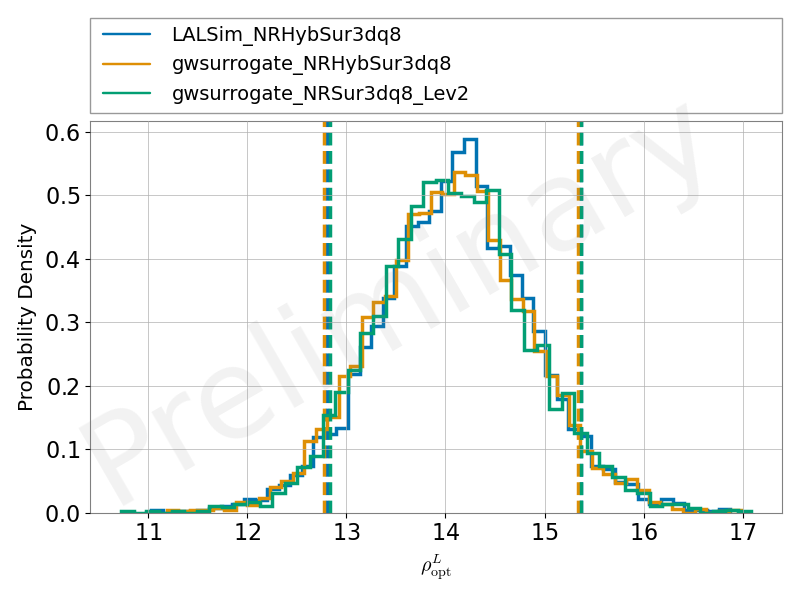 LALSim_NRHybSur3dq8
gwsurrogate_NRHybSur3dq8
gwsurrogate_NRSur3dq8_Lev2
Preliminary
Probability Density
0.6
0.5
0.4
0.3
0.2
0.1
0.0
11 12 13 14 15 16 17
ρ^L_opt